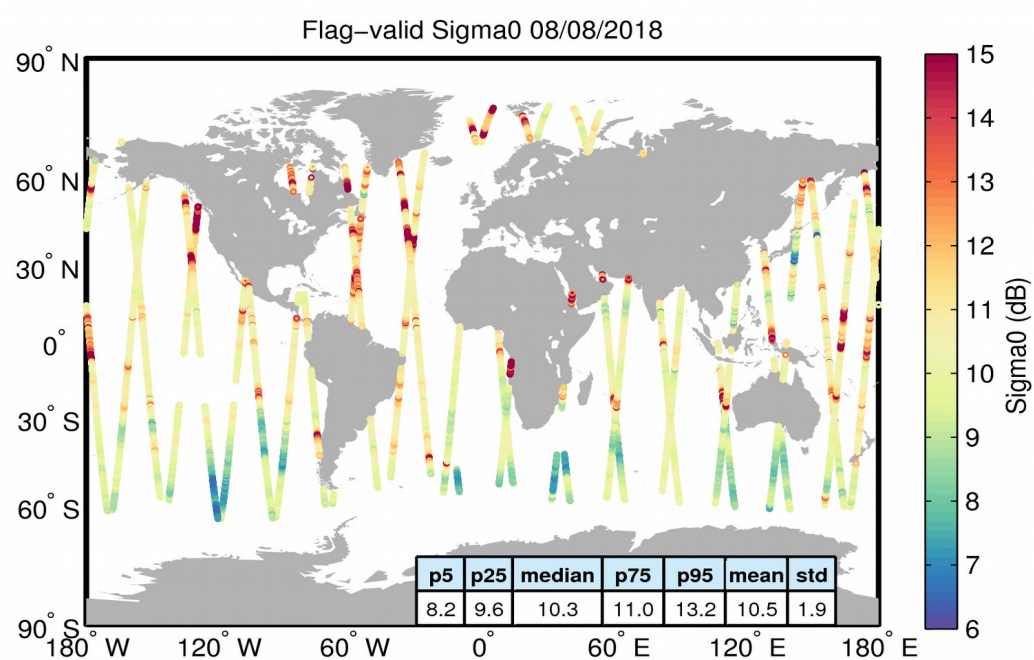 Flag-valid Sigma0 08/08/2018
90° N
60° N
30° N
0°
30° S
60° S
90° S
180° W 120° W 60° W 0° 60° E 120° E 180° E
p5 p25 median p75 p95 mean std
8.2 9.6 10.3 11.0 13.2 10.5 1.9
15
14
13
12
11
10
9
8
7
6
Sigma0 (dB)